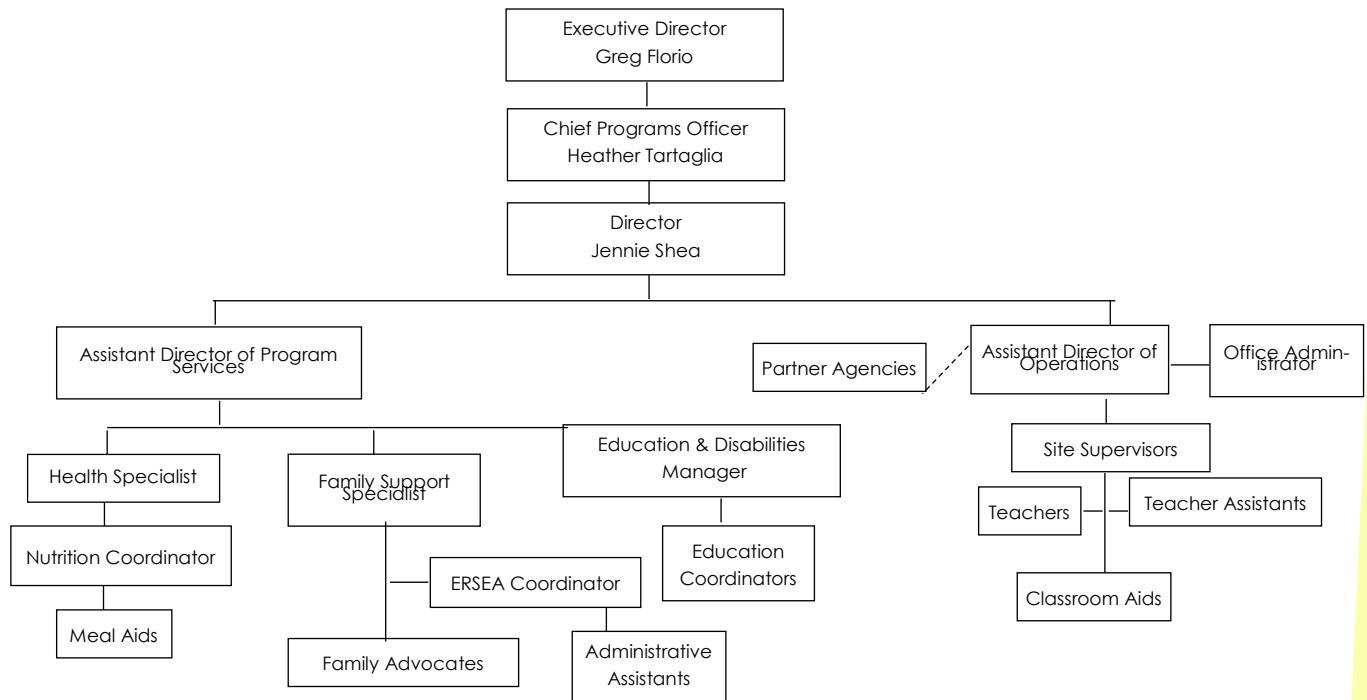 Executive Director
Greg Florio
Chief Programs Officer
Heather Tartaglia
Director
Jennie Shea
Assistant Director of Program
Services
Partner Agencies
Assistant Director of
Operations
Office Admin-
istrator
Health Specialist
Family Support
Specialist
Education & Disabilities
Manager
Site Supervisors
Teachers
Teacher Assistants
Nutrition Coordinator
ERSEA Coordinator
Education
Coordinators
Classroom Aids
Meal Aids
Family Advocates
Administrative
Assistants